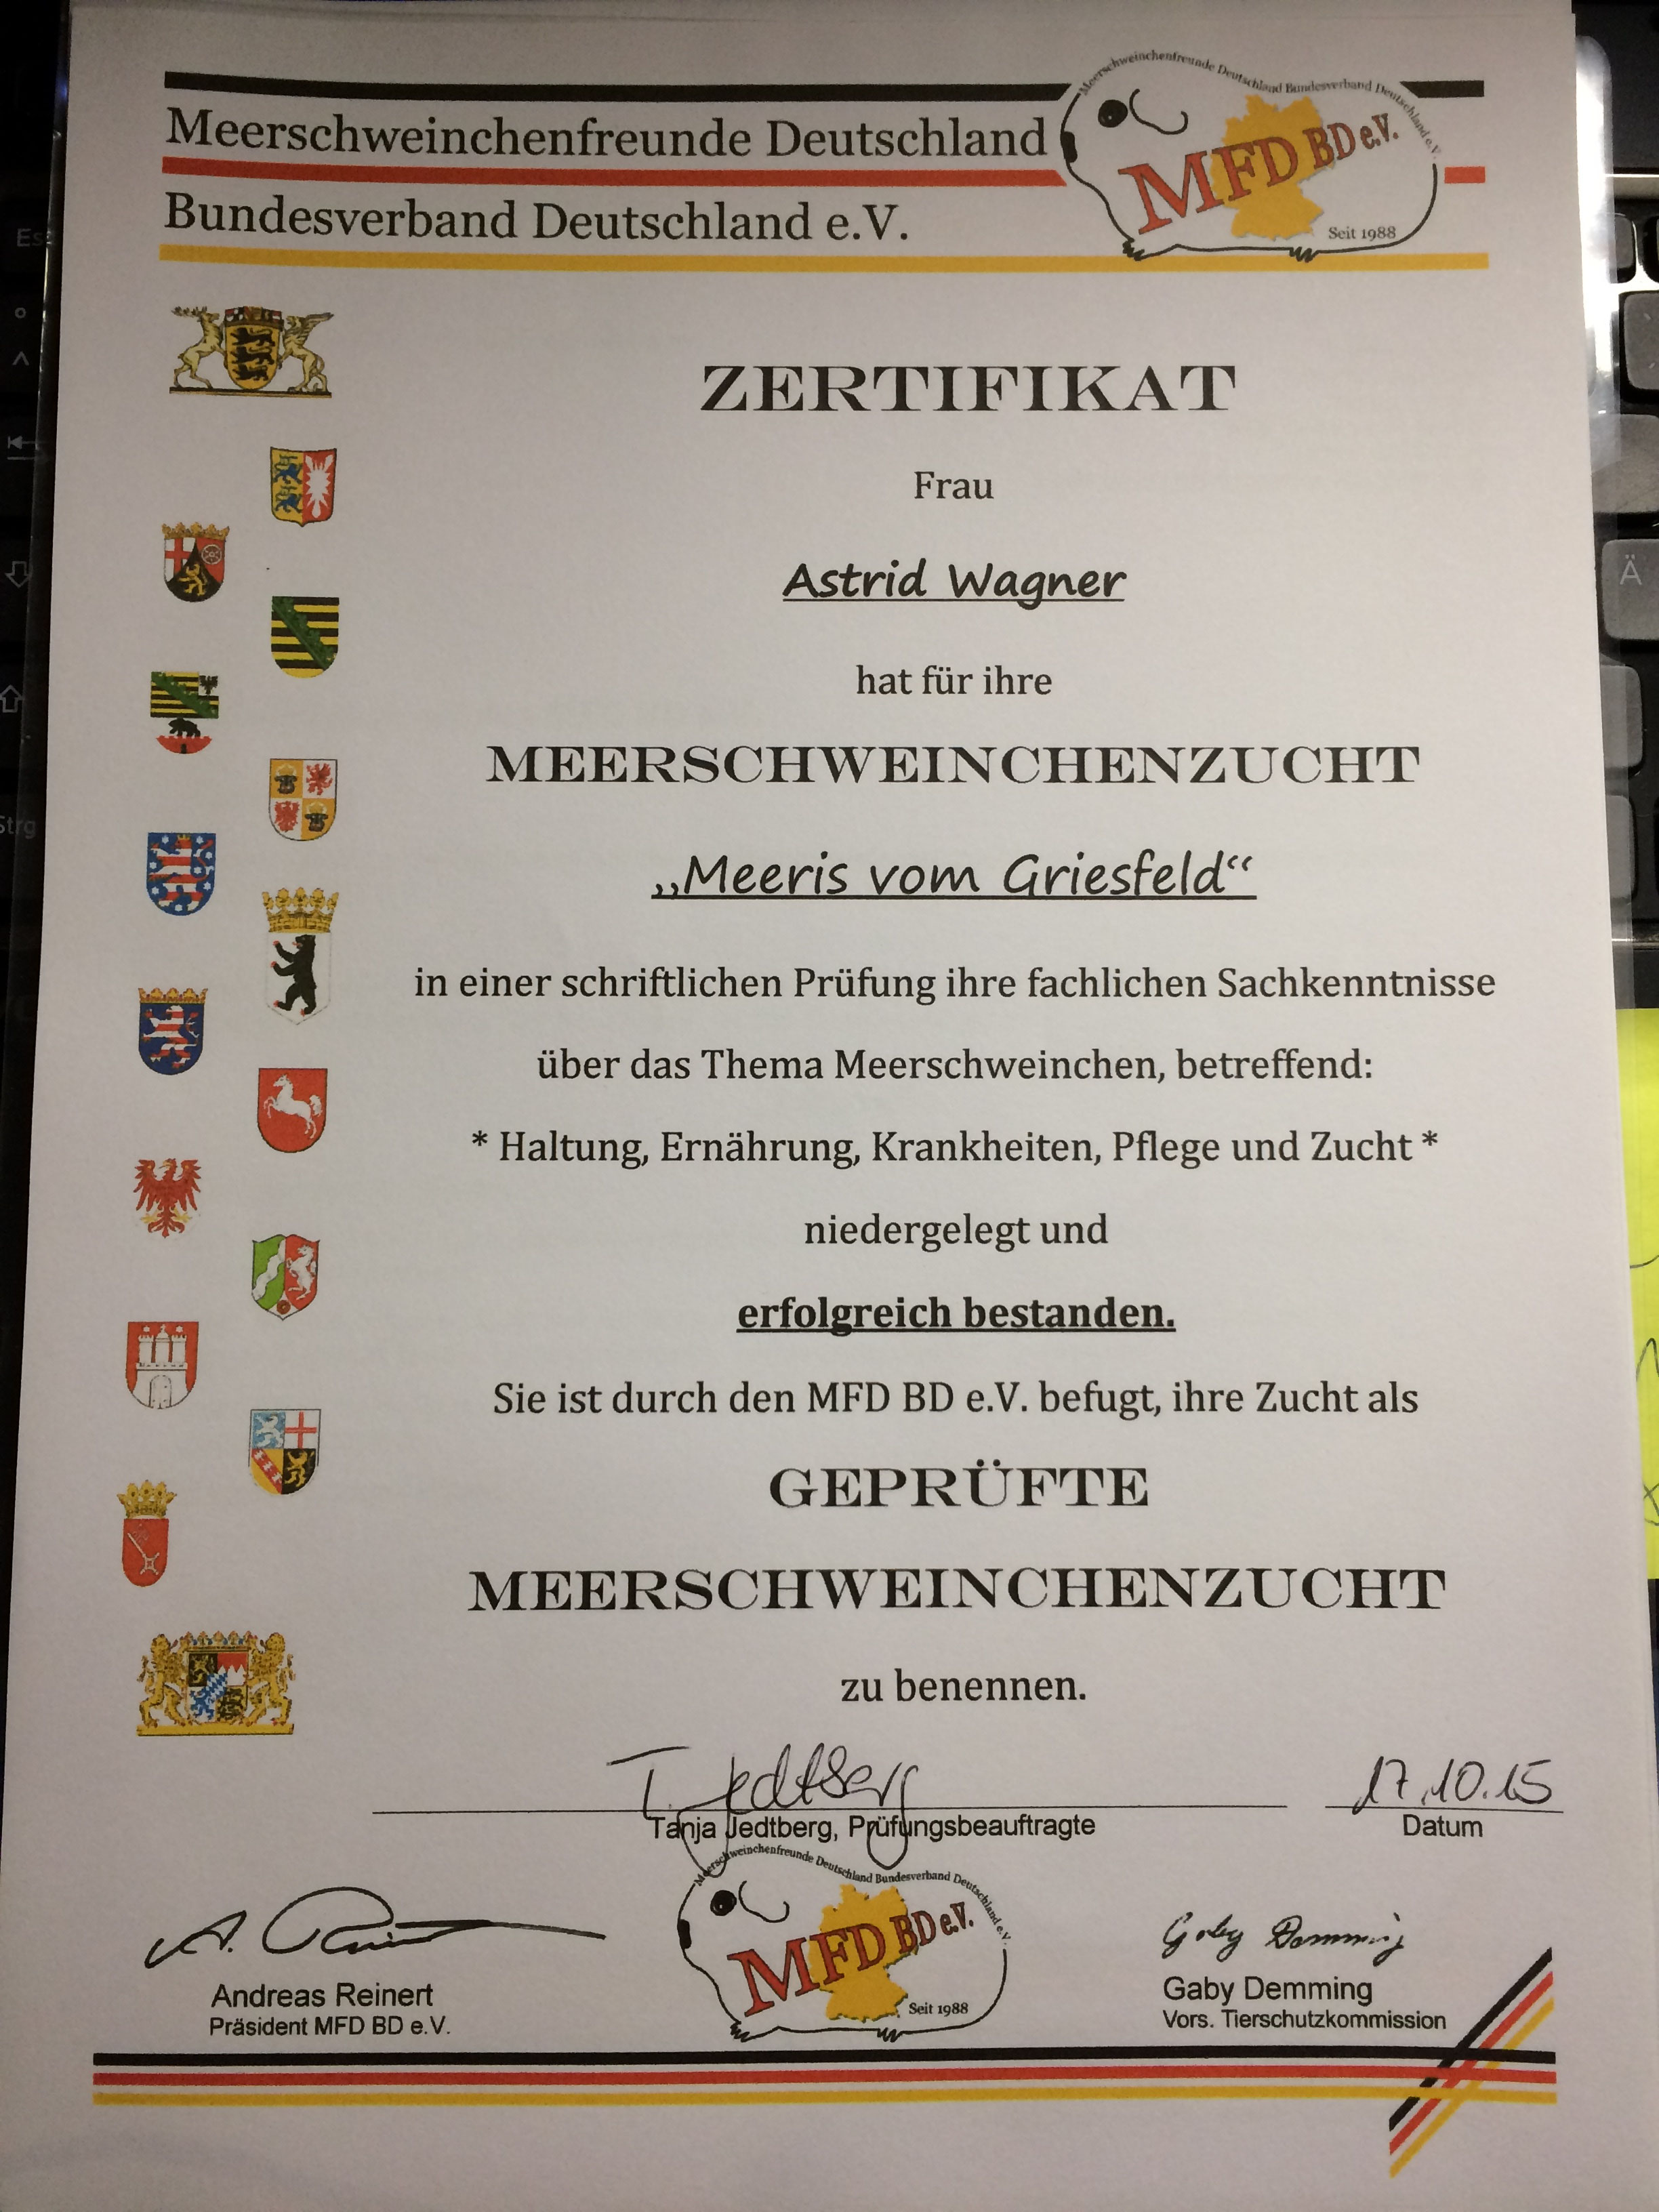 Meerschweinchenfreunde Deutschland
Bundesverband Deutschland e.V.
Meerschweinchenfreunde Deutschland Bundesverband Deutschland e.V.
MFD BD e.V.
Seit 1988
ZERTIFIKAT
Frau
Astrid Wagner
hat für ihre
MEERSCHWEINCHENZUCHT
„Meeris vom Griesfeld“
in einer schriftlichen Prüfung ihre fachlichen Sachkenntnisse
über das Thema Meerschweinchen, betreffend:
* Haltung, Ernährung, Krankheiten, Pflege und Zucht *
niedergelegt und
erfolgreich bestanden.
Sie ist durch den MFD BD e.V. befugt, ihre Zucht als
GEPRÜFTE
MEERSCHWEINCHENZUCHT
zu benennen.
T. Jedtberg 17.10.15
Tanja Jedtberg, Prüfungsbeauftragte Datum
Meerschweinchenfreunde Deutschland Bundesverband Deutschland e.V.
MFD BD e.V.
Seit 1988
A. Reinert
Andreas Reinert
Präsident MFD BD e.V.
Gaby Demming
Gaby Demming
Vors. Tierschutzkommission
Esc
Strg
Ä